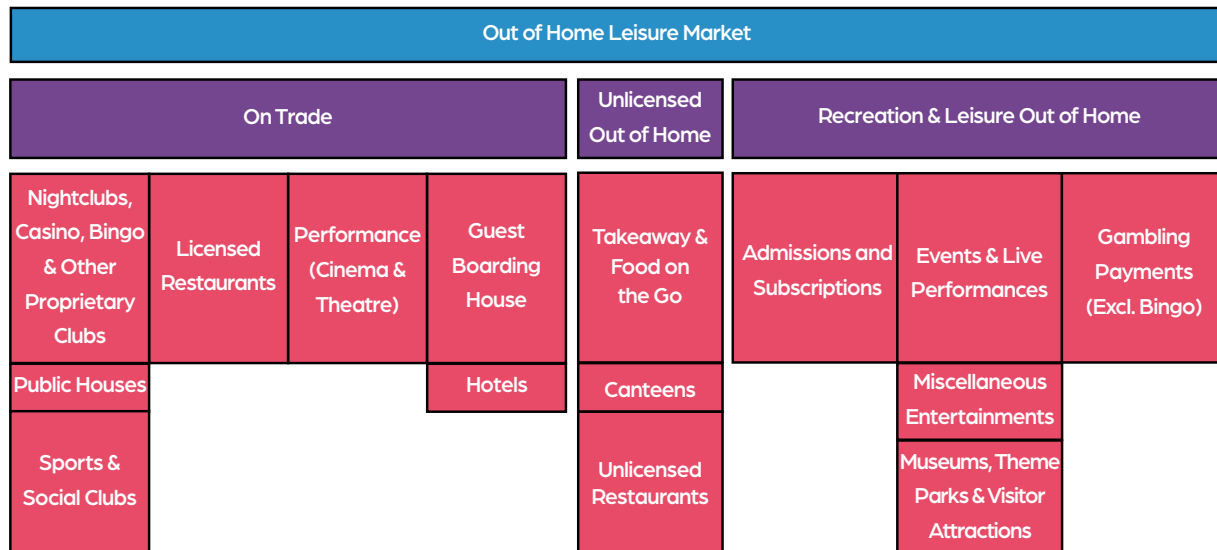 Out of Home Leisure Market
On Trade
Unlicensed
Out of Home
Recreation & Leisure Out of Home
Nightclubs,
Casino, Bingo
& Other
Proprietary
Clubs
Licensed
Restaurants
Performance
(Cinema &
Theatre)
Guest
Boarding
House
Takeaway &
Food on
the Go
Admissions and
Subscriptions
Events & Live
Performances
Gambling
Payments
(Excl. Bingo)
Public Houses
Hotels
Canteens
Miscellaneous
Entertainments
Sports &
Social Clubs
Unlicensed
Restaurants
Museums, Theme
Parks & Visitor
Attractions